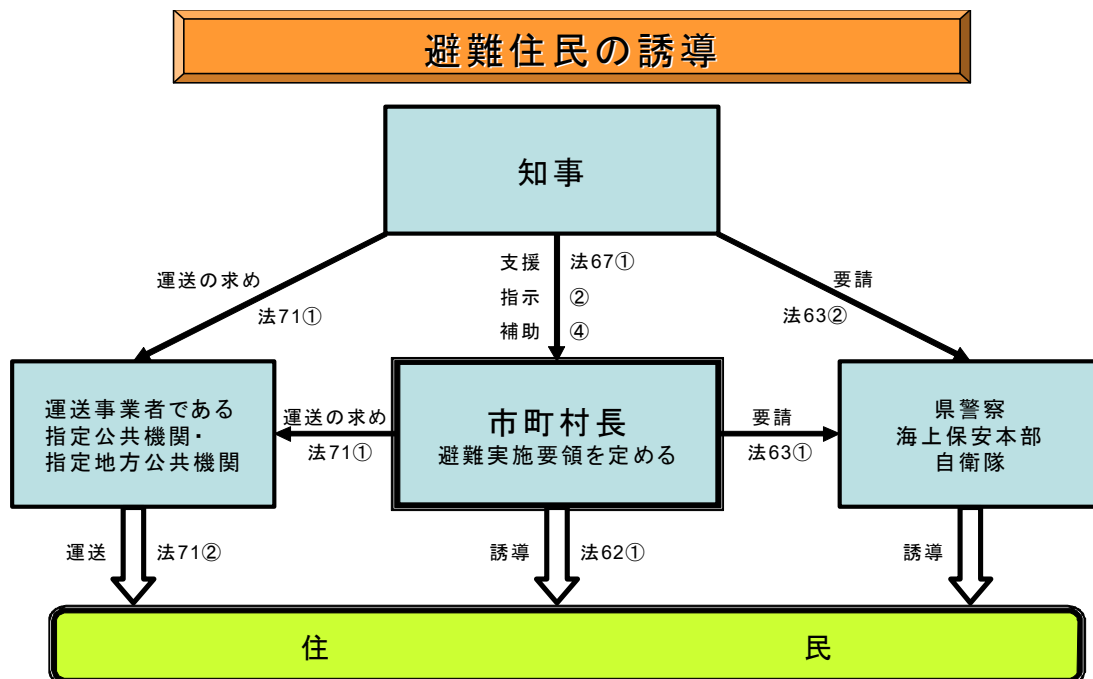 避難住民の誘導
知事
運送の求め
法71①
支援 法67①
指示 ②
補助 ④
要請
法63②
運送事業者である
指定公共機関・
指定地方公共機関
運送の求め
法71①
市町村長
避難実施要領を定める
要請
法63①
県警察
海上保安本部
自衛隊
運送 法71②
誘導 法62①
誘導
住 民